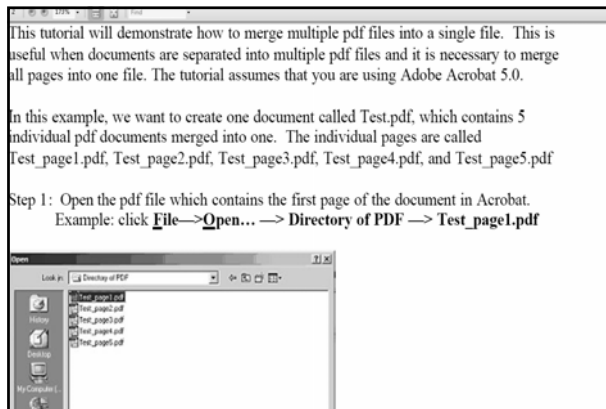 2
173%
Find
This tutorial will demonstrate how to merge multiple pdf files into a single file. This is
useful when documents are separated into multiple pdf files and it is necessary to merge
all pages into one file. The tutorial assumes that you are using Adobe Acrobat 5.0.
In this example, we want to create one document called Test.pdf, which contains 5
individual pdf documents merged into one. The individual pages are called
Test_page1.pdf, Test_page2.pdf, Test_page3.pdf, Test_page4.pdf, and Test_page5.pdf
Step 1: Open the pdf file which contains the first page of the document in Acrobat.
Example: click File—>Open… —> Directory of PDF —> Test_page1.pdf
Open
Look in: Directory of PDF
Test_page1.pdf
Test_page2.pdf
Test_page3.pdf
Test_page4.pdf
Test_page5.pdf
History
Desktop
My Computer (...